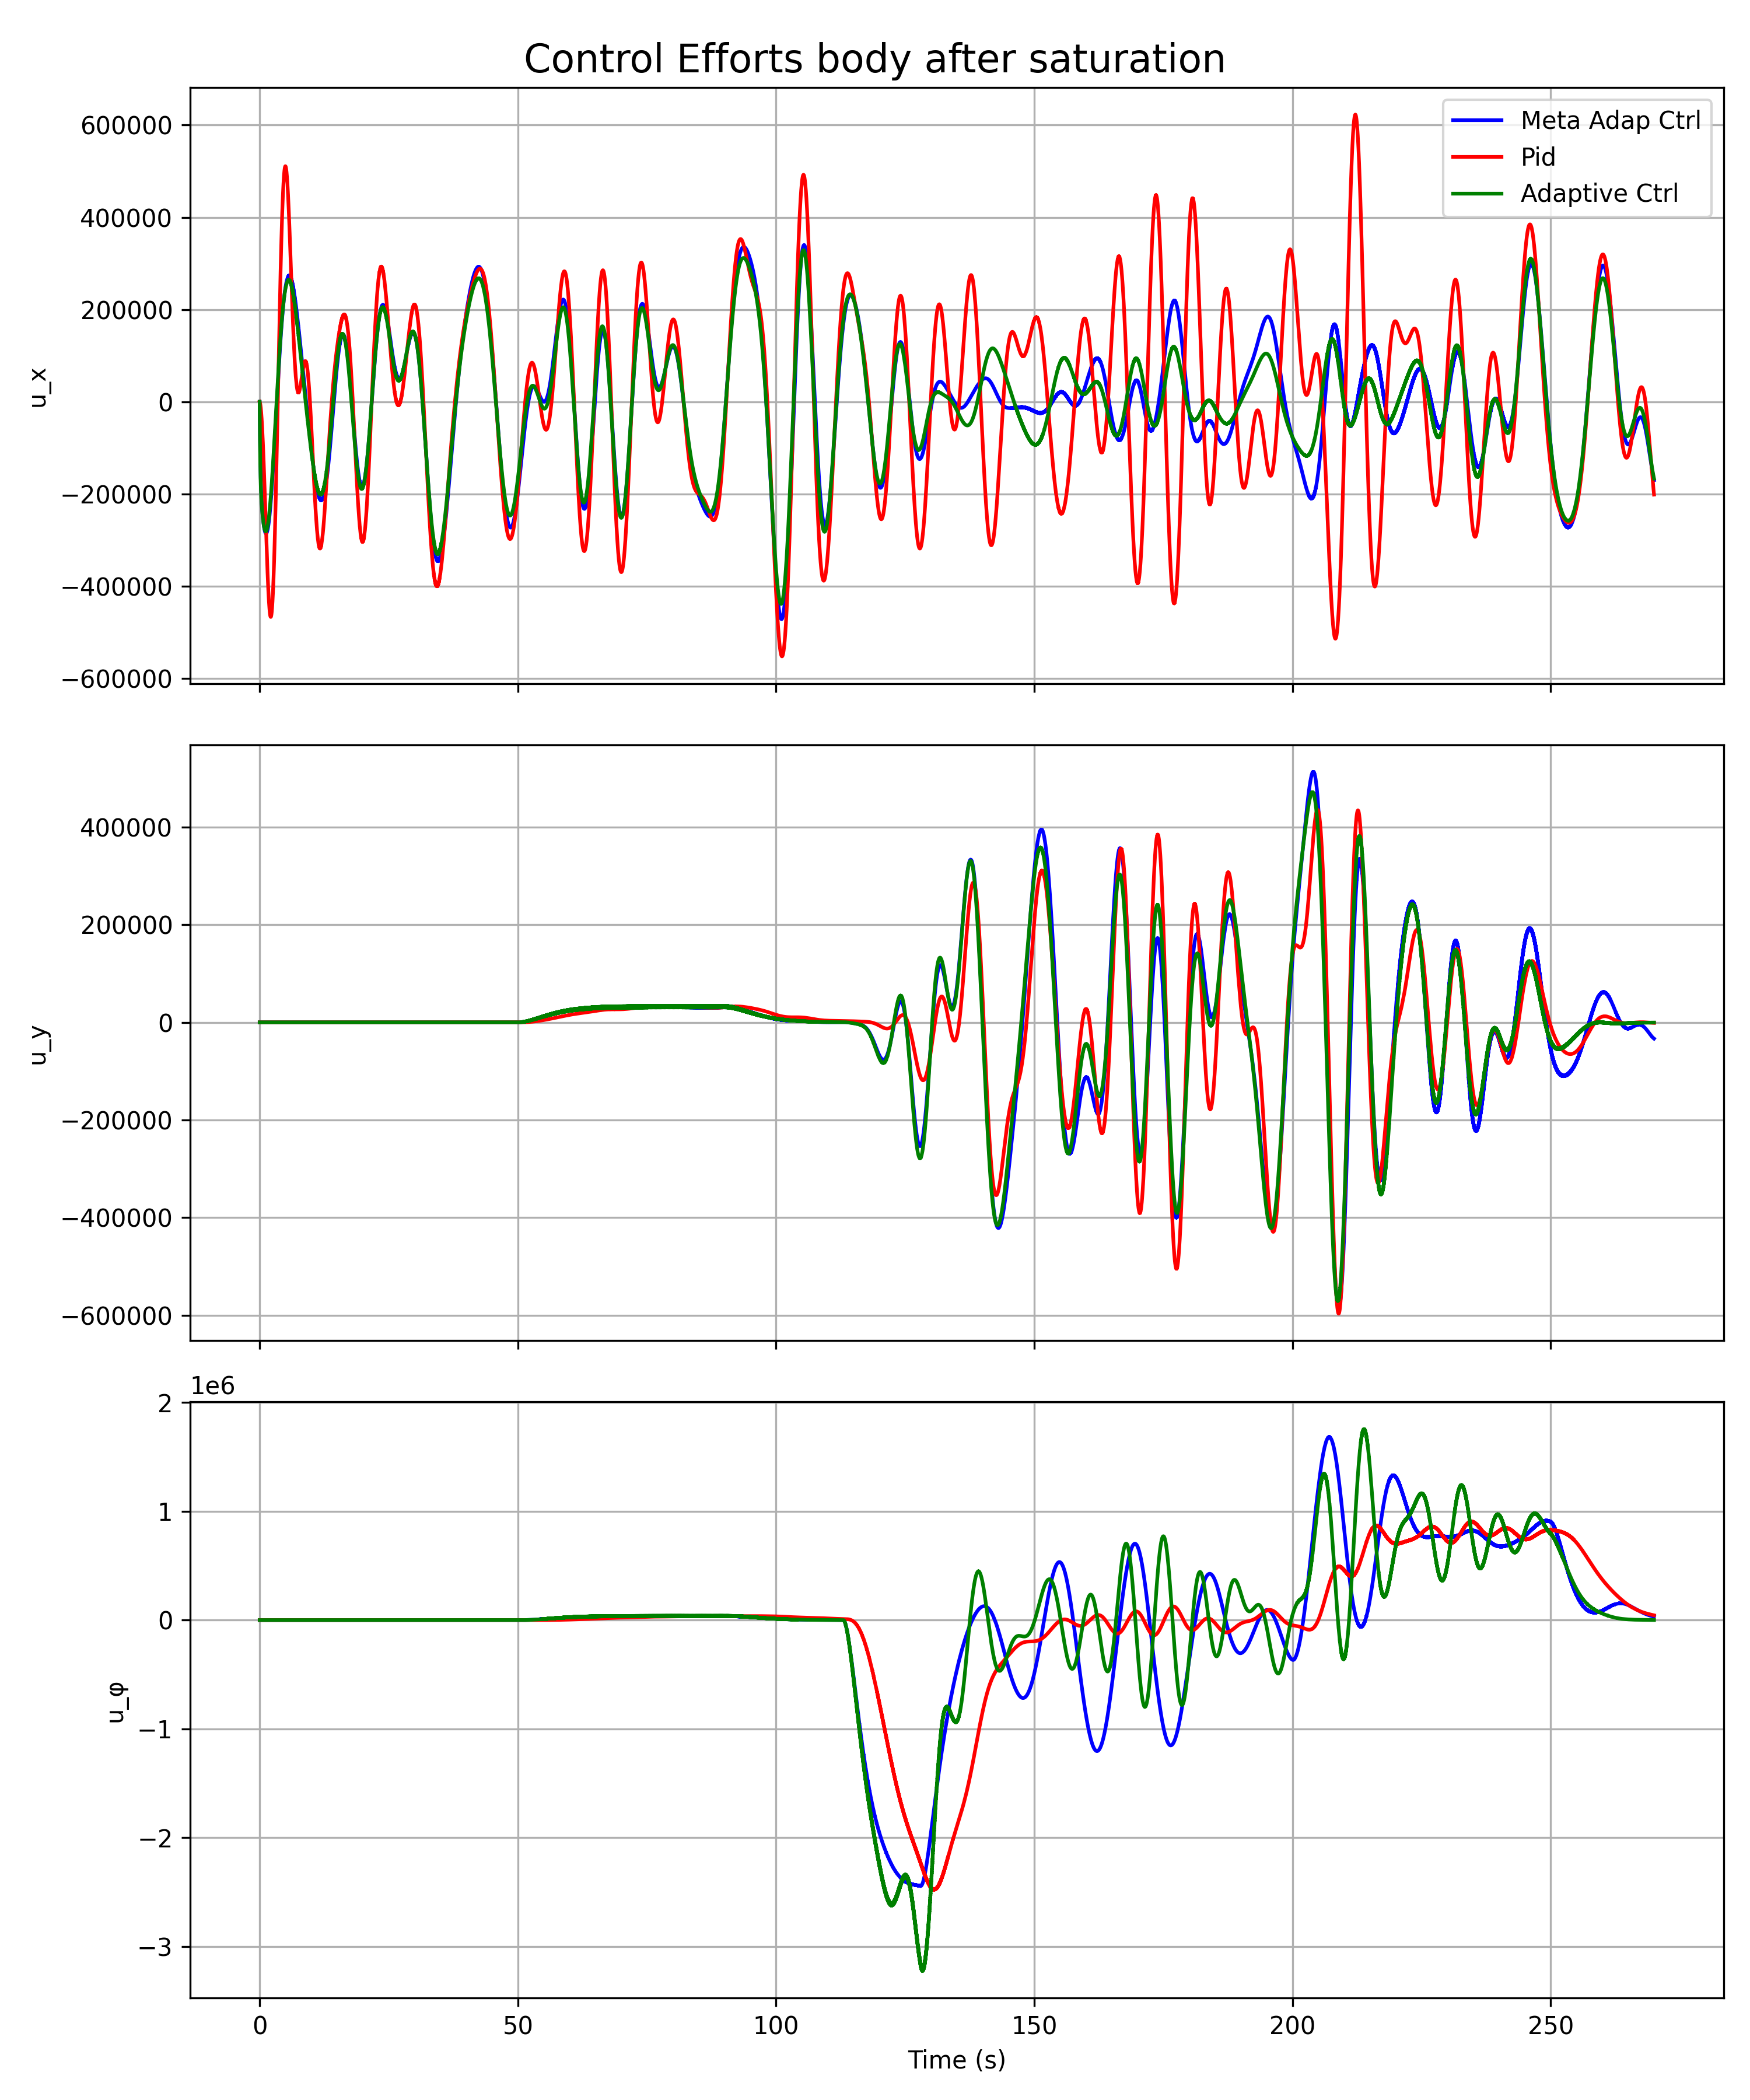 Control Efforts body after saturation
600000
400000
200000
0
−200000
−400000
−600000
u_x
Meta Adap Ctrl
Pid
Adaptive Ctrl
400000
200000
0
−200000
−400000
−600000
u_y
1e6
2
1
0
−1
−2
−3
u_φ
0 50 100 150 200 250
Time (s)